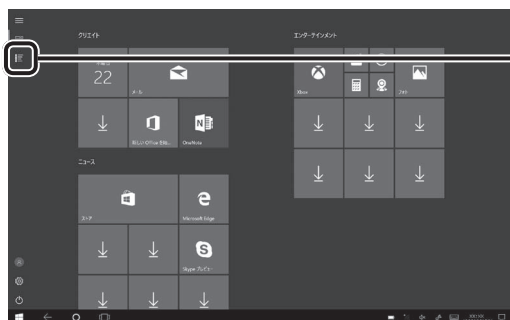 クリエイト
エンターテインメント
22
メール
Xbox
フォト
新しい Office を始...
OneNote
ニュース
ストア
Microsoft Edge
Skype プレビュー